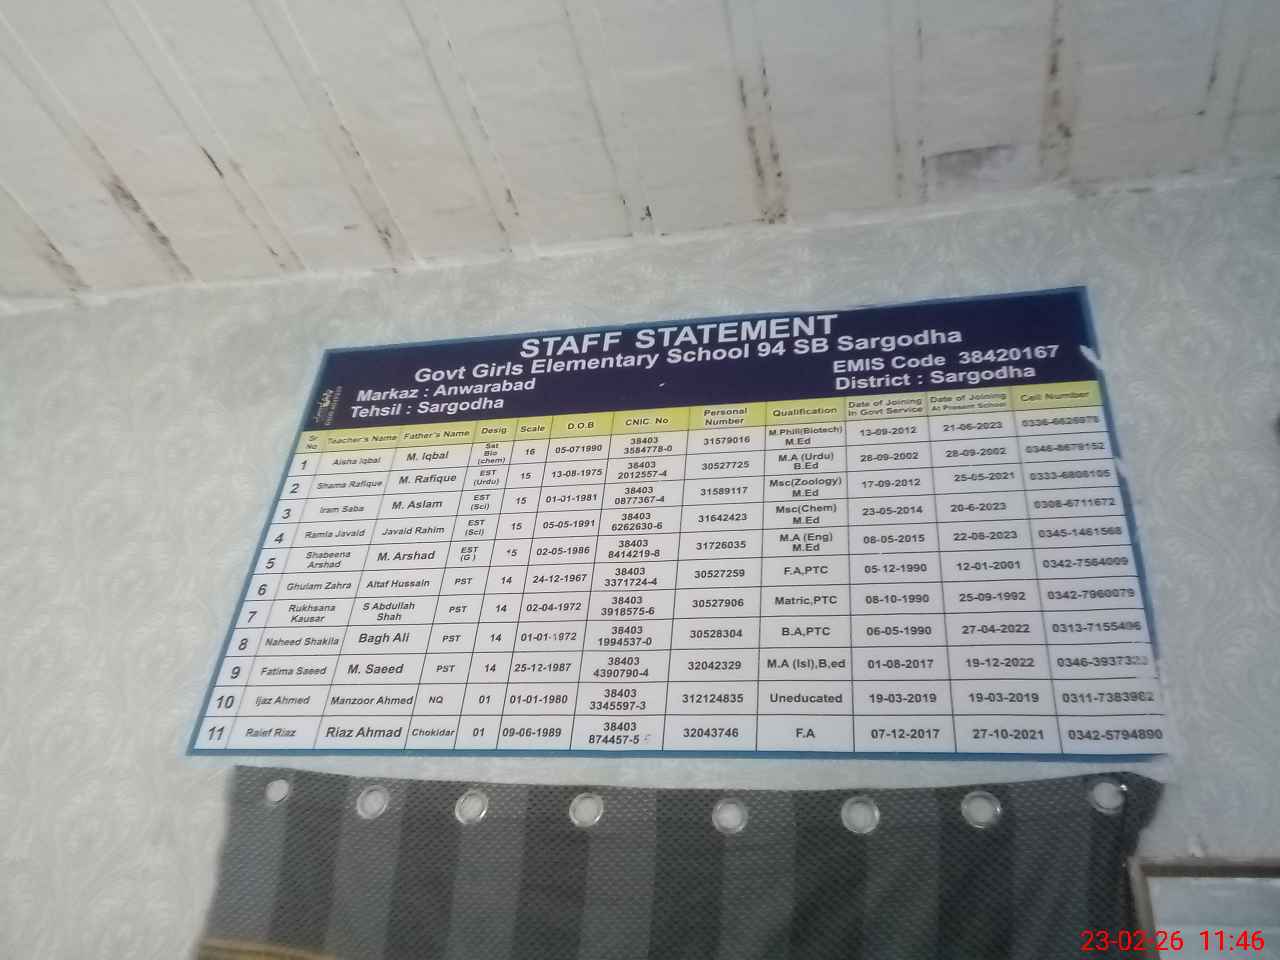 STAFF STATEMENT
Govt Girls Elementary School 94 SB Sargodha
Markaz : Anwarabad EMIS Code 38420167
Tehsil : Sargodha District : Sargodha
Sr No Teacher's Name Father's Name Desig Scale D.O.B CNIC. No Personal Number Qualification Date of Joining In Govt Service Date of Joining At Present School Cell Number
1 Aisha Iqbal M. Iqbal Sst Bio (chem) 16 05-071990 38403 3584778-0 31579016 M.Phill(Biotech) M.Ed 13-09-2012 21-06-2023 0336-6626978
2 Shama Rafique M. Rafique EST (Urdu) 15 13-08-1975 38403 2012557-4 30527725 M.A (Urdu) B.Ed 28-09-2002 28-09-2002 0346-8679152
3 Iram Saba M. Aslam EST (Sci) 15 01-01-1981 38403 0877367-4 31589117 Msc(Zoology) M.Ed 17-09-2012 25-05-2021 0333-6808105
4 Ramla Javaid Javaid Rahim EST (Sci) 15 05-05-1991 38403 6262630-6 31642423 Msc(Chem) M.Ed 23-05-2014 20-6-2023 0308-6711672
5 Shabeena Arshad M. Arshad EST (G ) 15 02-05-1986 38403 8414219-8 31726035 M.A (Eng) M.Ed 08-05-2015 22-08-2023 0345-1461568
6 Ghulam Zahra Altaf Hussain PST 14 24-12-1967 38403 3371724-4 30527259 F.A,PTC 05-12-1990 12-01-2001 0342-7564009
7 Rukhsana Kausar S Abdullah Shah PST 14 02-04-1972 38403 3918575-6 30527906 Matric,PTC 08-10-1990 25-09-1992 0342-7960079
8 Naheed Shakila Bagh Ali PST 14 01-01-1972 38403 1994537-0 30528304 B.A,PTC 06-05-1990 27-04-2022 0313-7155496
9 Fatima Saeed M. Saeed PST 14 25-12-1987 38403 4390790-4 32042329 M.A (Isl),B,ed 01-08-2017 19-12-2022
10 Ijaz Ahmed Manzoor Ahmed NQ 01 01-01-1980 38403 3345597-3 312124835 Uneducated 19-03-2019 19-03-2019 0311-7383962
11 Raief Riaz Riaz Ahmad Chokidar 01 09-06-1989 38403 874457-5 32043746 F.A 07-12-2017 27-10-2021 0342-5794890
23-02-26 11:46